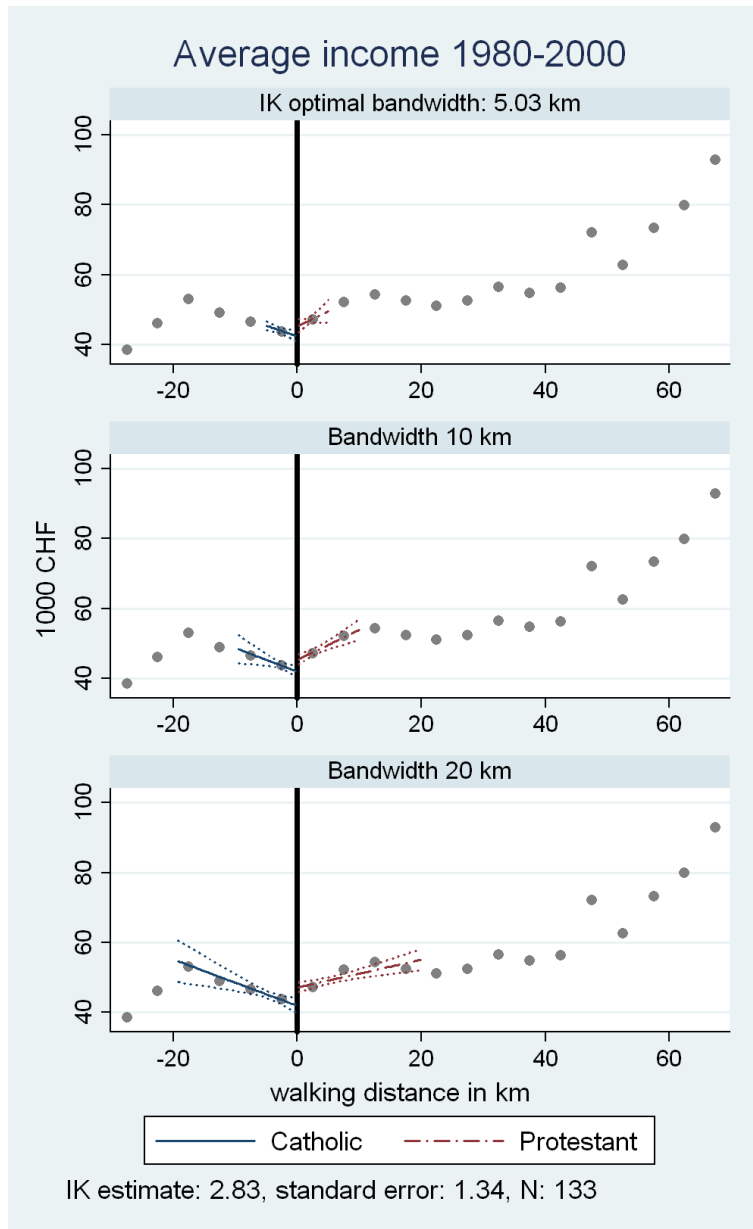 Average income 1980-2000
IK optimal bandwidth: 5.03 km
100
80
60
40
-20 0 20 40 60
Bandwidth 10 km
100
80
60
40
-20 0 20 40 60
1000 CHF
Bandwidth 20 km
100
80
60
40
-20 0 20 40 60
walking distance in km
Catholic Protestant
IK estimate: 2.83, standard error: 1.34, N: 133